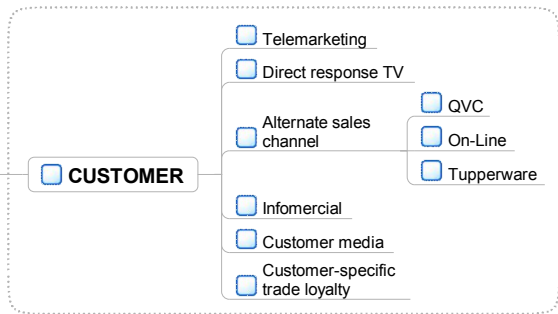 Telemarketing
Direct response TV
Alternate sales
channel
QVC
On-Line
Tupperware
CUSTOMER
Infomercial
Customer media
Customer-specific
trade loyalty